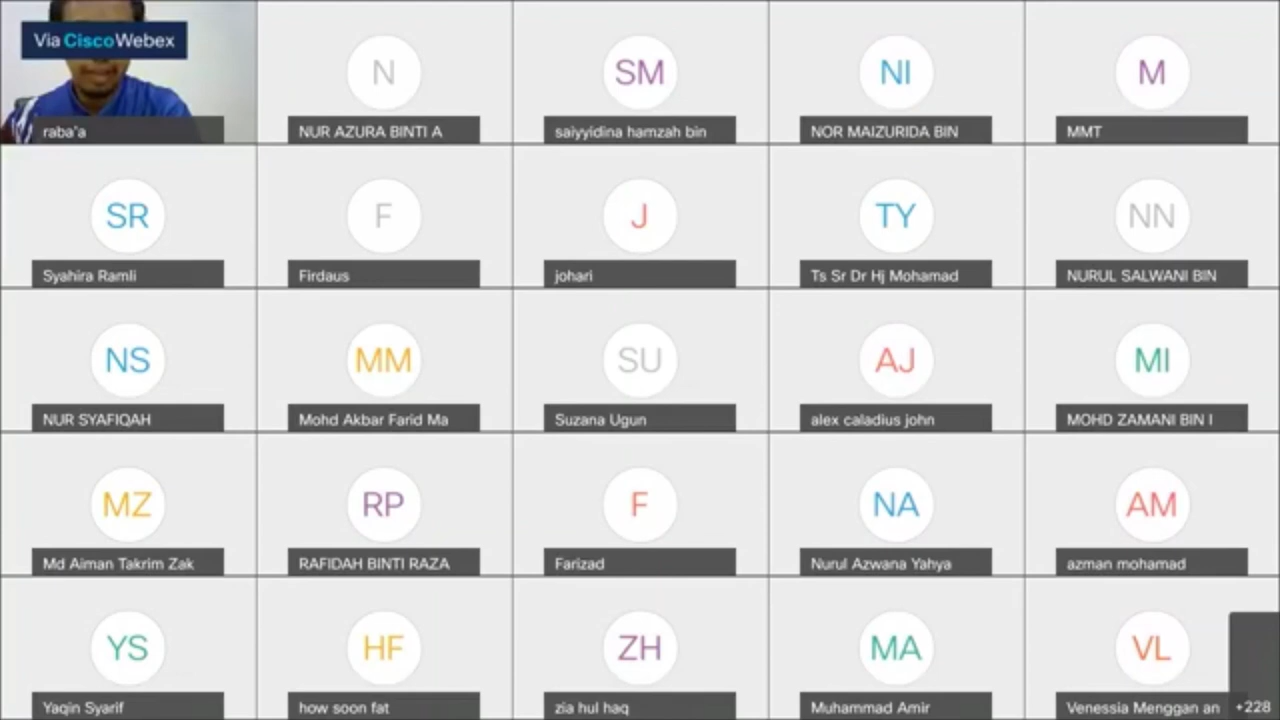 Via Cisco Webex
raba'a
N
NUR AZURA BINTI A
SM
saiyyidina hamzah bin
NI
NOR MAIZURIDA BIN
M
MMT
SR
Syahira Ramli
F
Firdaus
J
johari
TY
Ts Sr Dr Hj Mohamad
NN
NURUL SALWANI BIN
NS
NUR SYAFIQAH
MM
Mohd Akbar Farid Ma
SU
Suzana Ugun
AJ
alex caladius john
MI
MOHD ZAMANI BIN I
MZ
Md Aiman Takrim Zak
RP
RAFIDAH BINTI RAZA
F
Farizad
NA
Nurul Azwana Yahya
AM
azman mohamad
YS
Yaqin Syarif
HF
how soon fat
ZH
zia hul haq
MA
Muhammad Amir
VL
Venessia Menggan an
+228